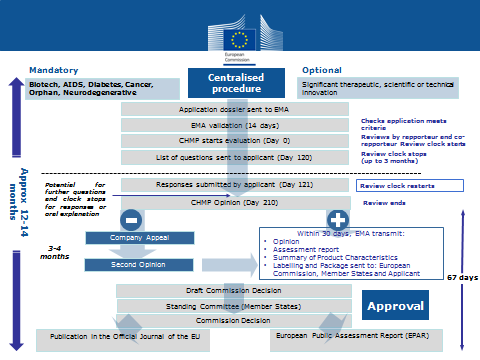 European
Commission
Mandatory
Centralised
procedure
Optional
Biotech, AIDS, Diabetes, Cancer,
Orphan, Neurodegenerative
Significant therapeutic, scientific or technical
innovation
Application dossier sent to EMA
EMA validation (14 days)
CHMP starts evaluation (Day 0)
List of questions sent to applicant (Day 120)
Checks application meets
criteria
Reviews by rapporteur and co-
rapporteur Review clock starts
Review clock stops
(up to 3 months)
Approx 12-14
months
Potential for
further questions
and clock stops
for responses or
oral explanation
Responses submitted by applicant (Day 121)
Review clock restarts
CHMP Opinion (Day 210)
Review ends
Company Appeal
Second Opinion
3-4
months
Within 30 days, EMA transmit:
• Opinion
• Assessment report
• Summary of Product Characteristics
• Labelling and Package sent to: European
Commission, Member States and Applicant
67 days
Draft Commission Decision
Standing Committee (Member States)
Commission Decision
Approval
Publication in the Official Journal of the EU
European Public Assessment Report (EPAR)